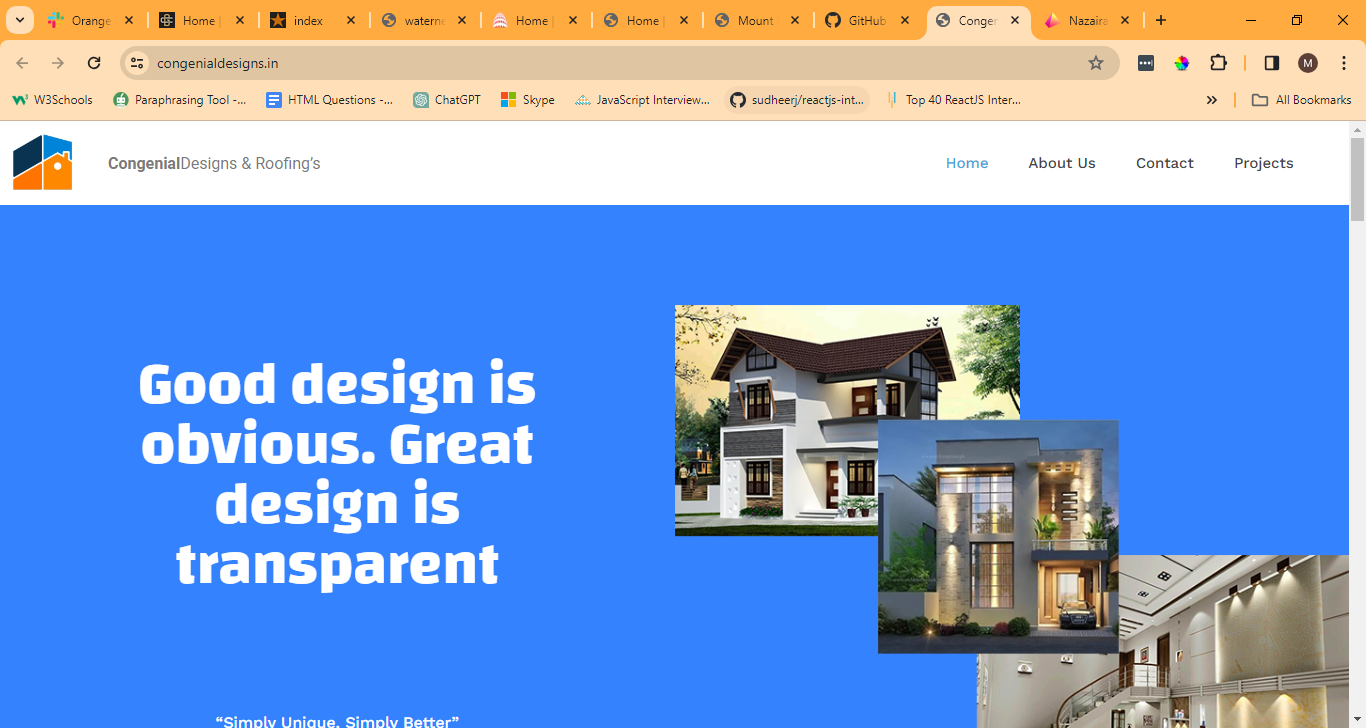 Orange
Home
index
waterne
Home
Home
Mount
GitHub
Conger
Nazaira
congenialdesigns.in
M
W3Schools
Paraphrasing Tool -...
HTML Questions -...
ChatGPT
Skype
JavaScript Interview...
sudheerj/reactjs-int...
Top 40 ReactJS Inter...
All Bookmarks
CongenialDesigns & Roofing’s
Home
About Us
Contact
Projects
Good design is
obvious. Great
design is
transparent
“Simply Unique, Simply Better”